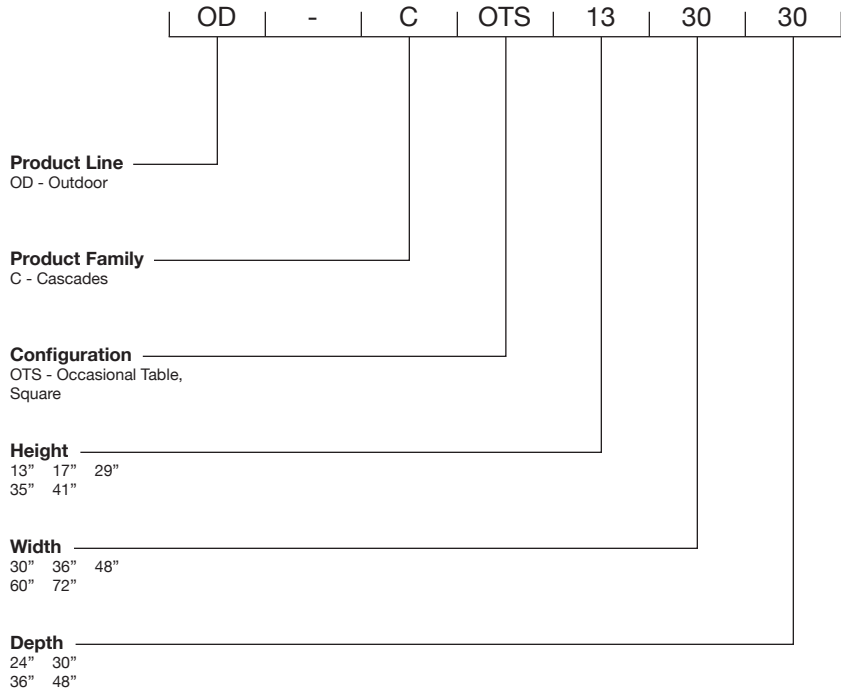 OD - C OTS 13 30 30
Product Line
OD - Outdoor
Product Family
C - Cascades
Configuration
OTS - Occasional Table,
Square
Height
13” 17” 29”
35” 41”
Width
30” 36” 48”
60” 72”
Depth
24” 30”
36” 48”